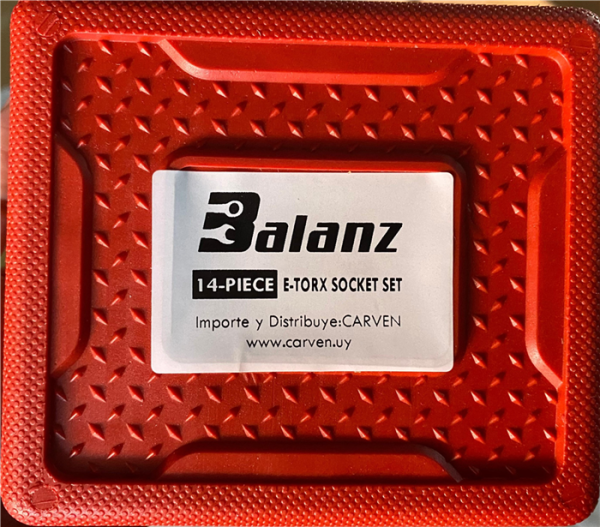 Balanz
14-PIECE E-TORX SOCKET SET
Importe y Distribuye:CARVEN
www.carven.uy